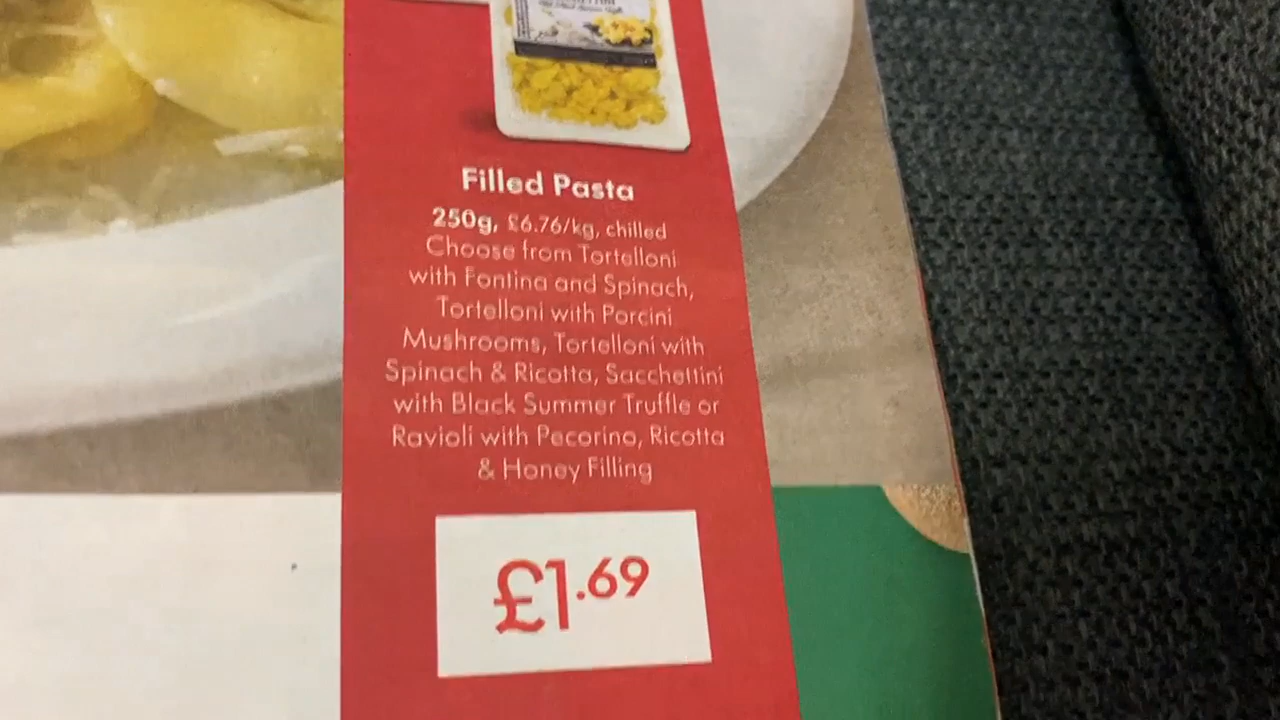 Filled Pasta
250g, £6.76/kg, chilled
Choose from Tortelloni
with Fontina and Spinach,
Tortelloni with Porcini
Mushrooms, Tortelloni with
Spinach & Ricotta, Sacchettini
with Black Summer Truffle or
Ravioli with Pecorino, Ricotta
& Honey Filling
£1.69